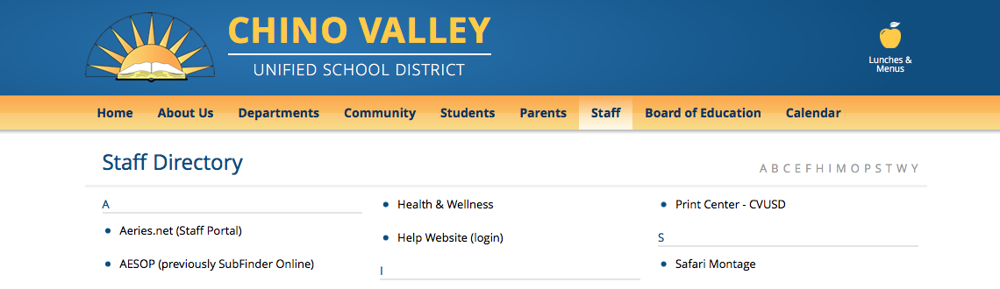 CHINO VALLEY
UNIFIED SCHOOL DISTRICT
Lunches &
Menus
Home About Us Departments Community Students Parents Staff Board of Education Calendar
Staff Directory
A B C E F H I M O P S T W Y
A
Aeries.net (Staff Portal)
AESOP (previously SubFinder Online)
Health & Wellness
Help Website (login)
I
Print Center - CVUSD
S
Safari Montage